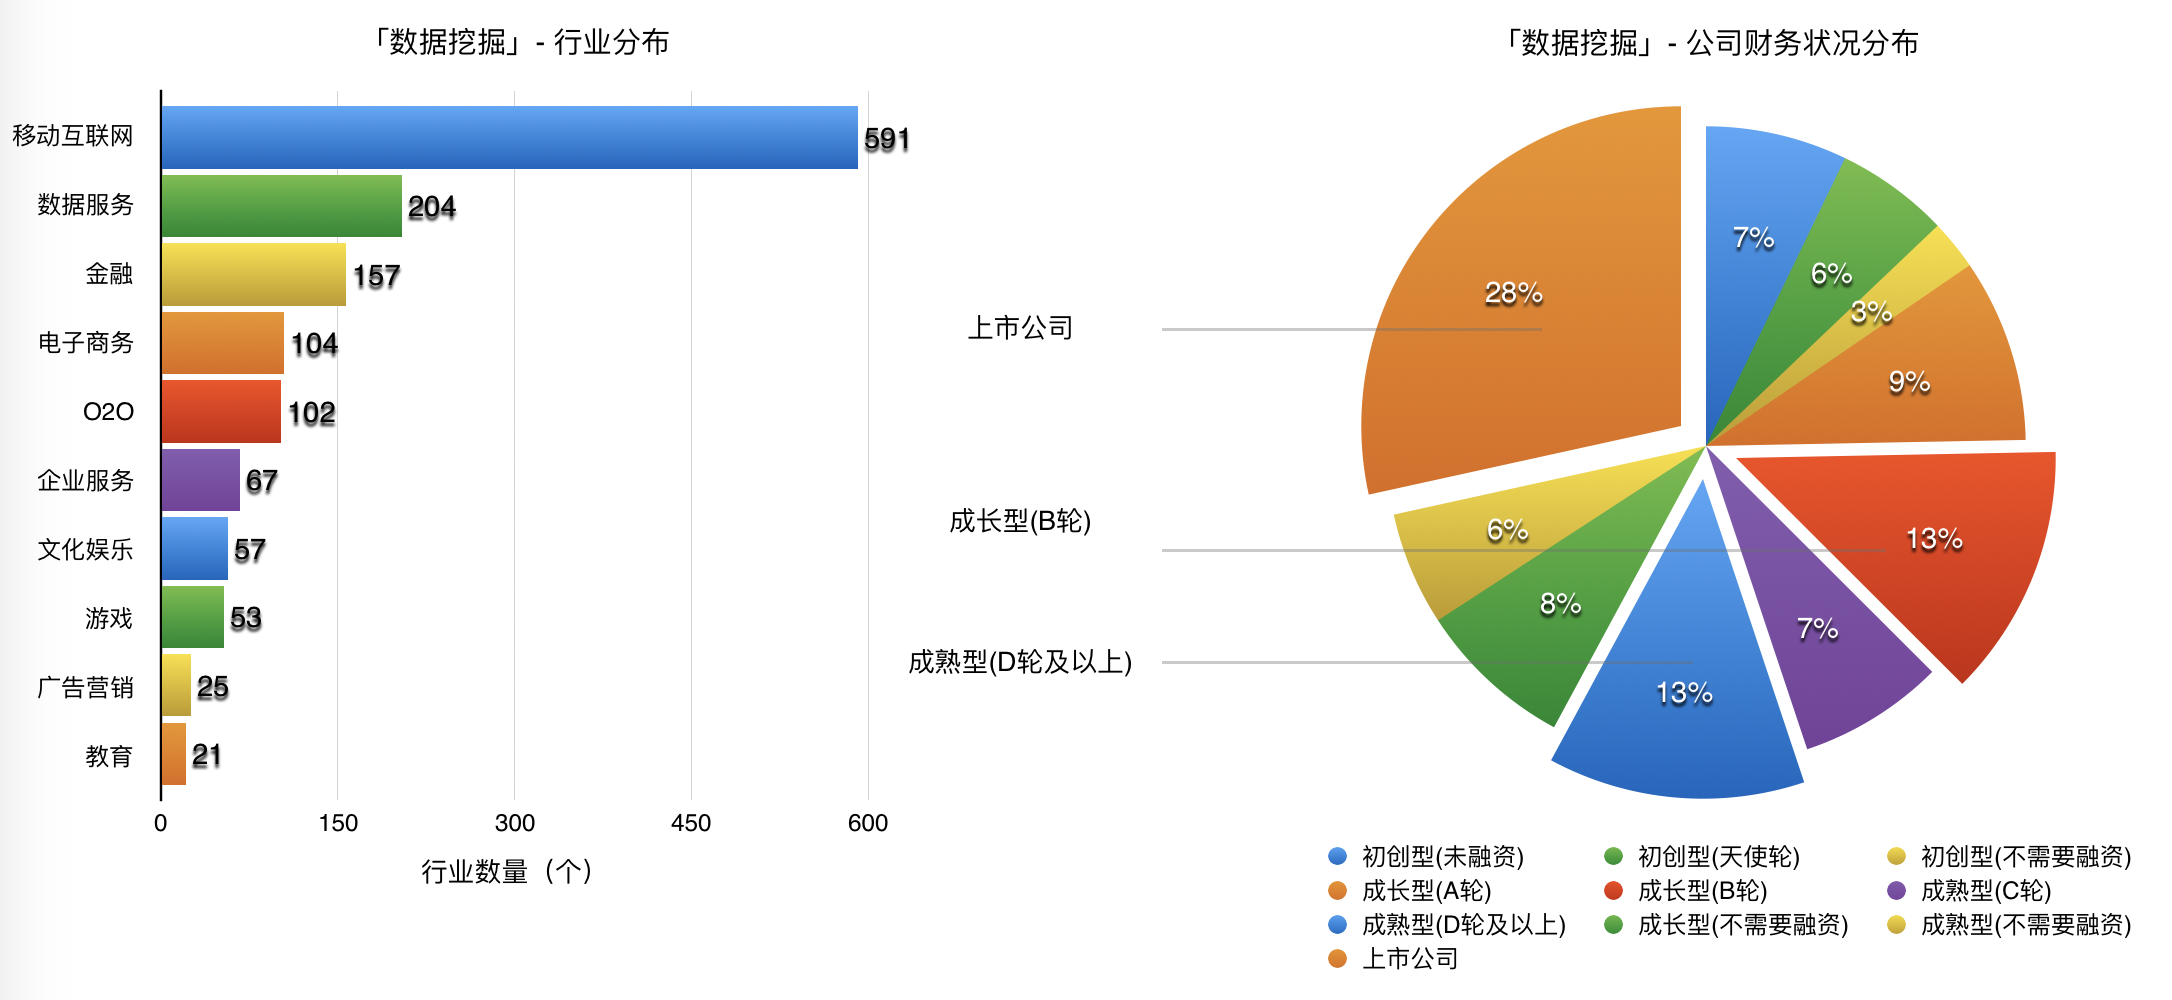 「数据挖掘」- 行业分布
移动互联网
591
数据服务
204
金融
157
电子商务
104
O2O
102
企业服务
67
文化娱乐
57
游戏
53
广告营销
25
教育
21
0
150
300
450
600
行业数量（个）
「数据挖掘」- 公司财务状况分布
上市公司
成长型(B轮)
成熟型(D轮及以上)
7%
6%
3%
9%
13%
7%
13%
8%
6%
28%
初创型(未融资)
初创型(天使轮)
初创型(不需要融资)
成长型(A轮)
成长型(B轮)
成熟型(C轮)
成熟型(D轮及以上)
成长型(不需要融资)
成熟型(不需要融资)
上市公司